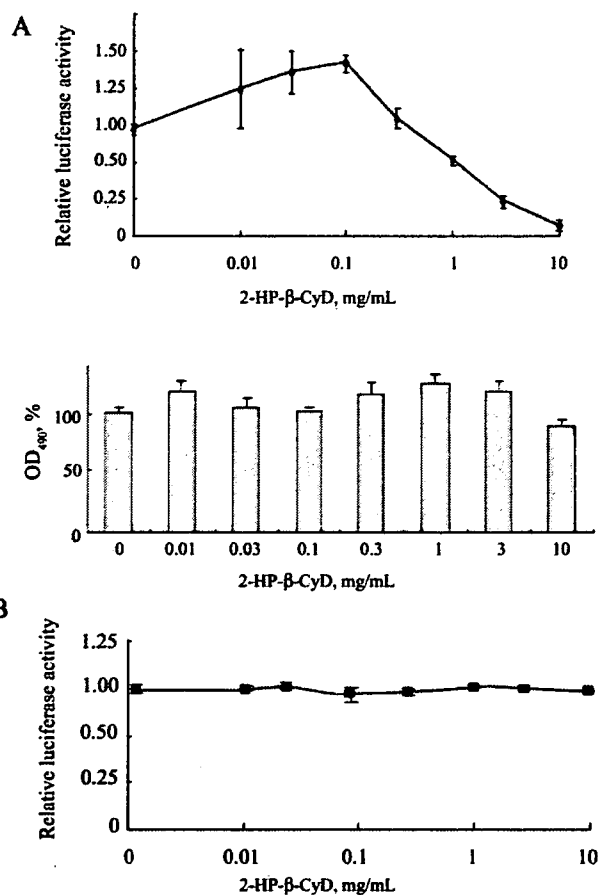 A
Relative luciferase activity
1.50
1.25
1.00
0.50
0.25
0
0 0.01 0.1 1 10
2-HP-β-CyD, mg/mL
OD490, %
100
50
0
0 0.01 0.03 0.1 0.3 1 3 10
2-HP-β-CyD, mg/mL
B
Relative luciferase activity
1.25
1.00
0.50
0.25
0
0 0.01 0.1 1 10
2-HP-β-CyD, mg/mL